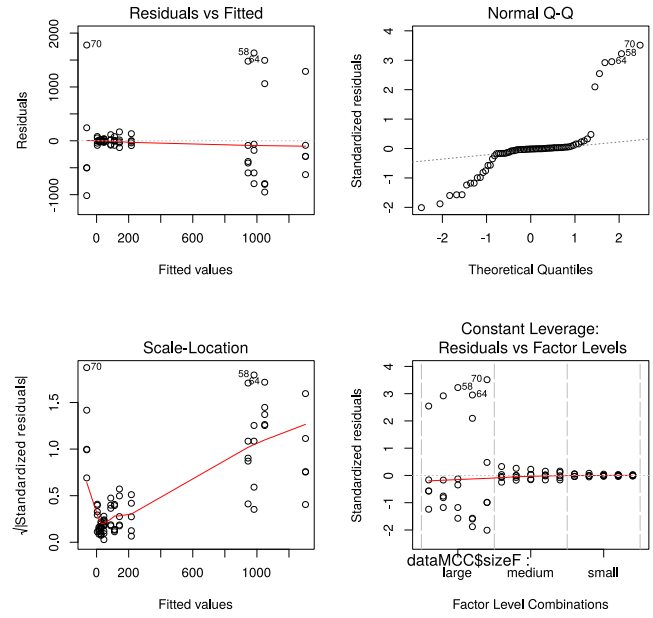 Residuals vs Fitted
Residuals
2000
1000
0
-1000
70
58
64
0 200 1000
Fitted values
Normal Q-Q
Standardized residuals
4
3
2
1
0
-1
-2
70
58
64
-2 -1 0 1 2
Theoretical Quantiles
Scale-Location
√|Standardized residuals|
1.5
1.0
0.5
0.0
70
58
64
0 200 1000
Fitted values
Constant Leverage:
Residuals vs Factor Levels
Standardized residuals
4
3
2
1
0
-1
-2
70
58
64
dataMCC$sizeF :
large medium small
Factor Level Combinations